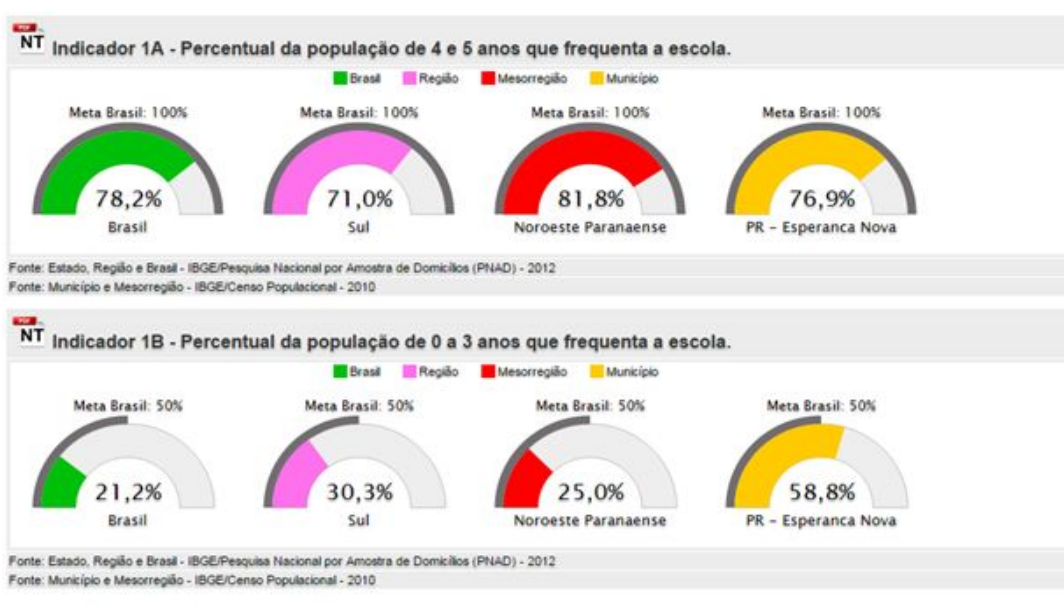 PDF
NT Indicador 1A - Percentual da população de 4 e 5 anos que frequenta a escola.
Brasil Região Mesorregião Município
Meta Brasil: 100% Meta Brasil: 100% Meta Brasil: 100% Meta Brasil: 100%
78,2% 71,0% 81,8% 76,9%
Brasil Sul Noroeste Paranaense PR - Esperanca Nova
Fonte: Estado, Região e Brasil - IBGE/Pesquisa Nacional por Amostra de Domicílios (PNAD) - 2012
Fonte: Município e Mesorregião - IBGE/Censo Populacional - 2010
PDF
NT Indicador 1B - Percentual da população de 0 a 3 anos que frequenta a escola.
Brasil Região Mesorregião Município
Meta Brasil: 50% Meta Brasil: 50% Meta Brasil: 50% Meta Brasil: 50%
21,2% 30,3% 25,0% 58,8%
Brasil Sul Noroeste Paranaense PR - Esperanca Nova
Fonte: Estado, Região e Brasil - IBGE/Pesquisa Nacional por Amostra de Domicílios (PNAD) - 2012
Fonte: Município e Mesorregião - IBGE/Censo Populacional - 2010